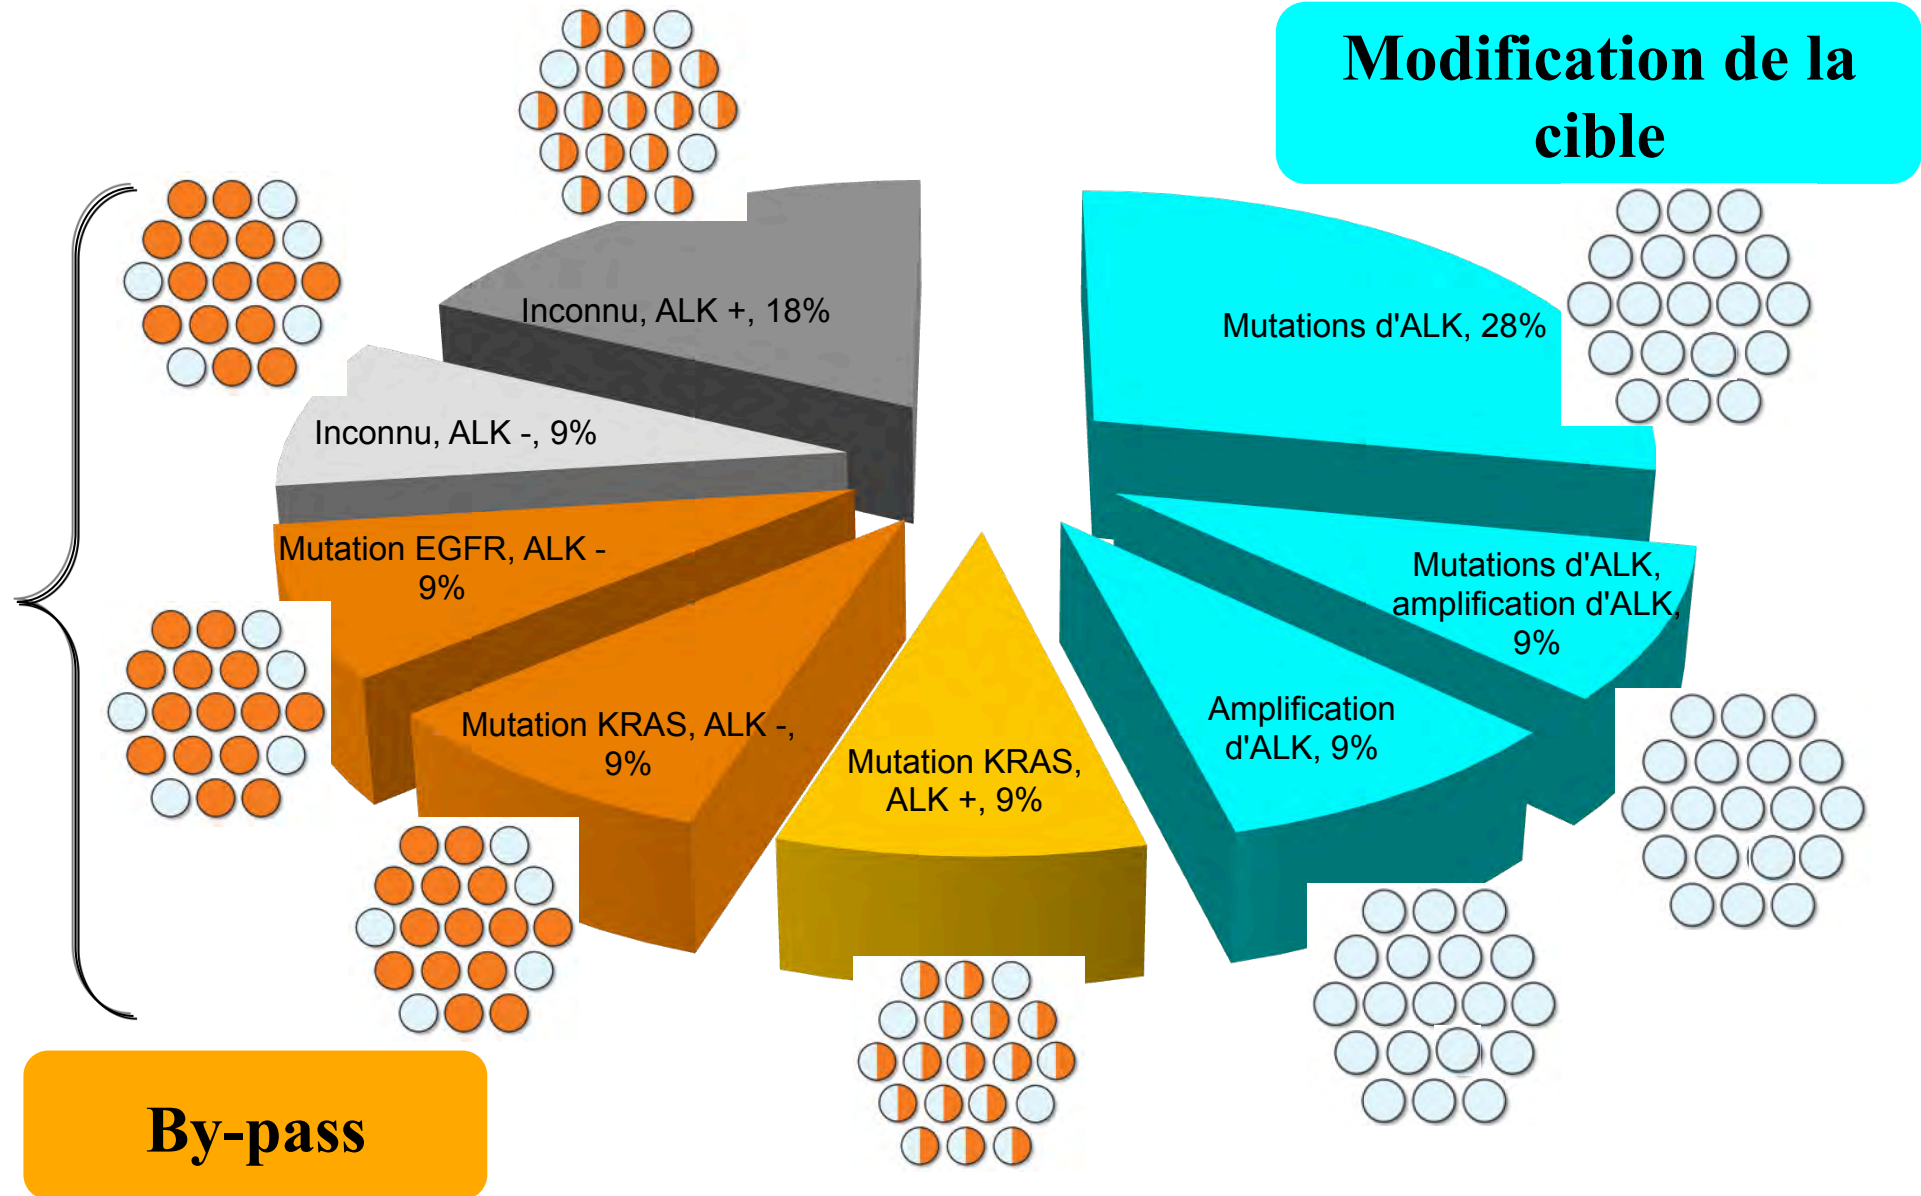 Modification de la
cible
Inconnu, ALK +, 18%
Mutations d'ALK, 28%
Inconnu, ALK -, 9%
Mutation EGFR, ALK -
9%
Mutations d'ALK,
amplification d'ALK,
9%
Mutation KRAS, ALK -,
9%
Mutation KRAS,
ALK +, 9%
Amplification
d'ALK, 9%
By-pass